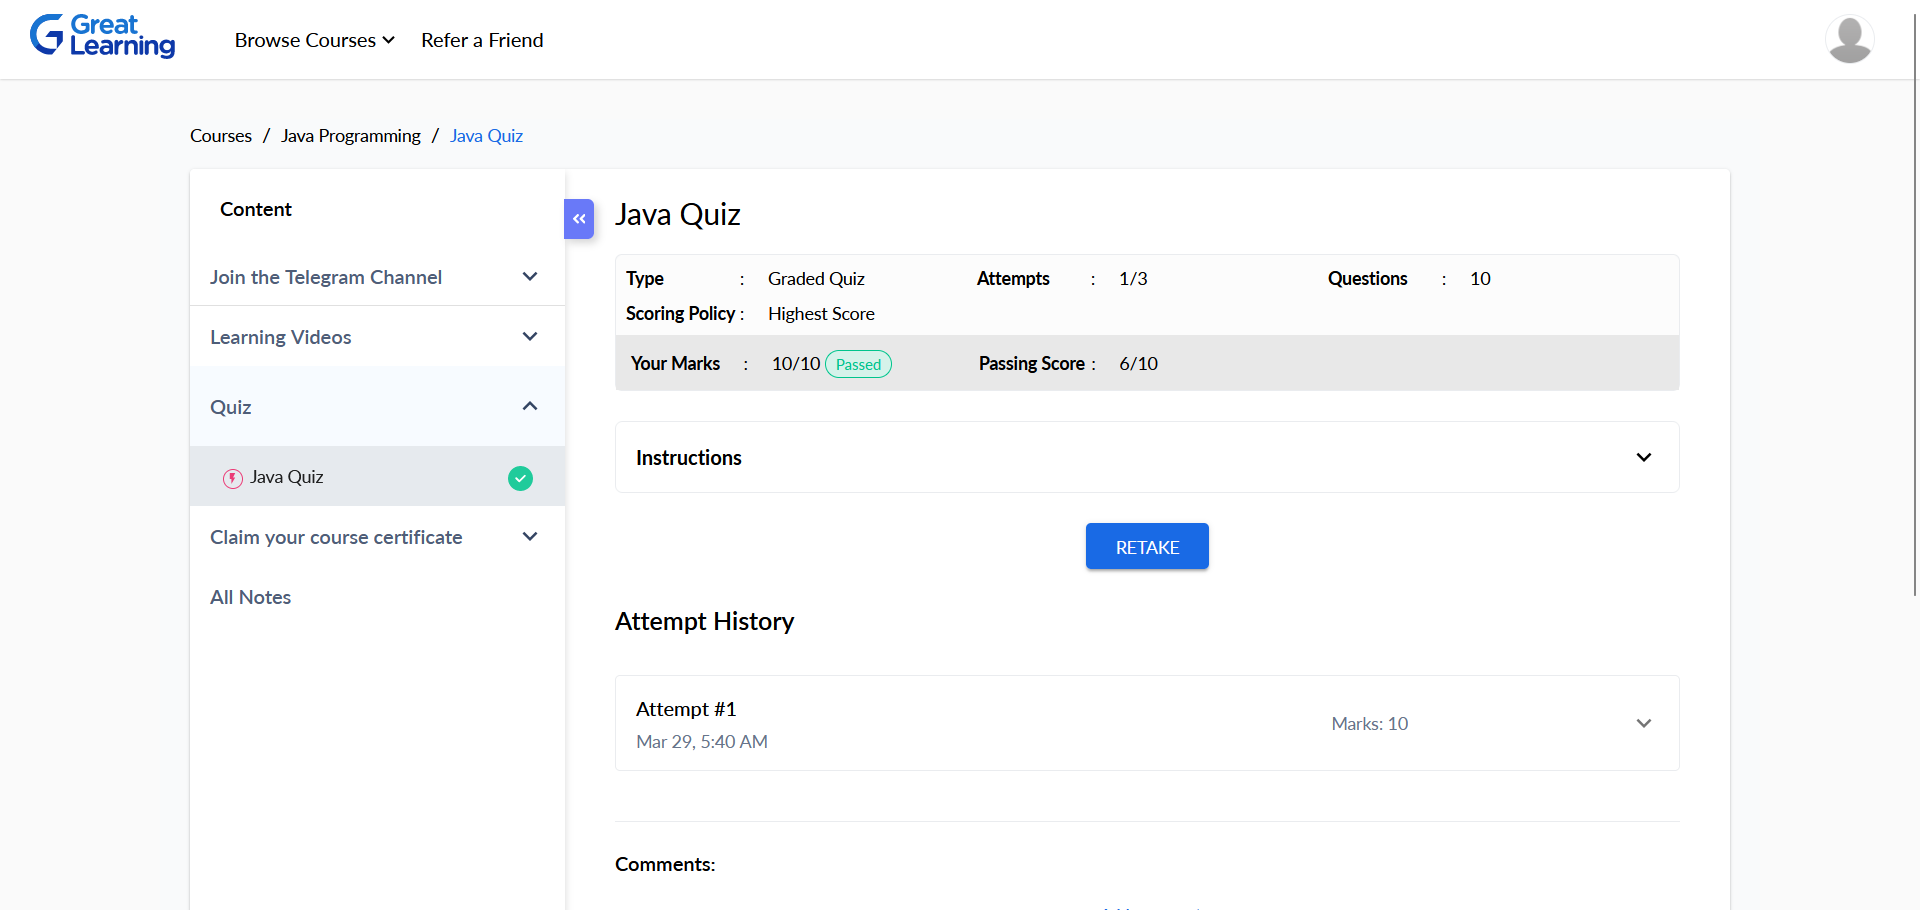 Great
Learning
Browse Courses
Refer a Friend
Courses / Java Programming / Java Quiz
Content
Join the Telegram Channel
Learning Videos
Quiz
Java Quiz
Claim your course certificate
All Notes
Java Quiz
Type : Graded Quiz Attempts : 1/3 Questions : 10
Scoring Policy : Highest Score
Your Marks : 10/10 Passed Passing Score : 6/10
Instructions
RETAKE
Attempt History
Attempt #1
Mar 29, 5:40 AM
Marks: 10
Comments: